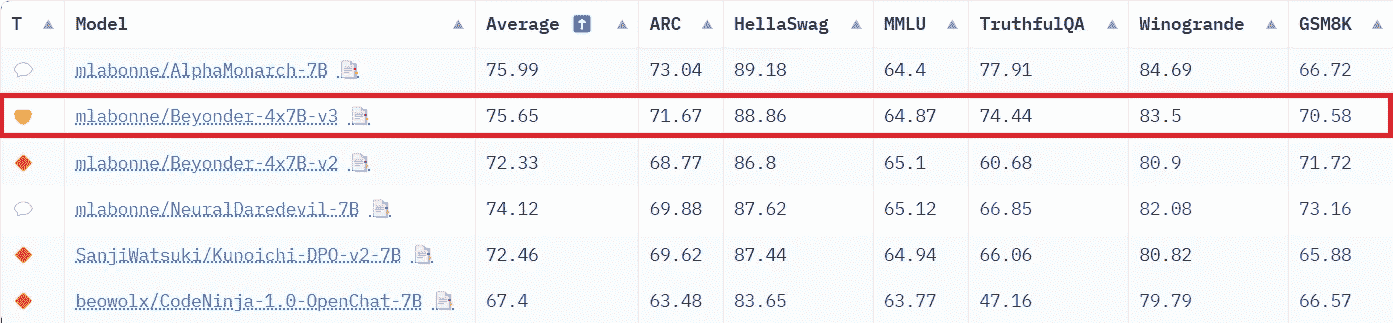 T Model Average ARC HellaSwag MMLU TruthfulQA Winogrande GSM8K
mlabonne/AlphaMonarch-7B 75.99 73.04 89.18 64.4 77.91 84.69 66.72
mlabonne/Beyonder-4x7B-v3 75.65 71.67 88.86 64.87 74.44 83.5 70.58
mlabonne/Beyonder-4x7B-v2 72.33 68.77 86.8 65.1 60.68 80.9 71.72
mlabonne/NeuralDaredevil-7B 74.12 69.88 87.62 65.12 66.85 82.08 73.16
SanjiWatsuki/Kunoichi-DPO-v2-7B 72.46 69.62 87.44 64.94 66.06 80.82 65.88
beowolx/CodeNinja-1.0-OpenChat-7B 67.4 63.48 83.65 63.77 47.16 79.79 66.57